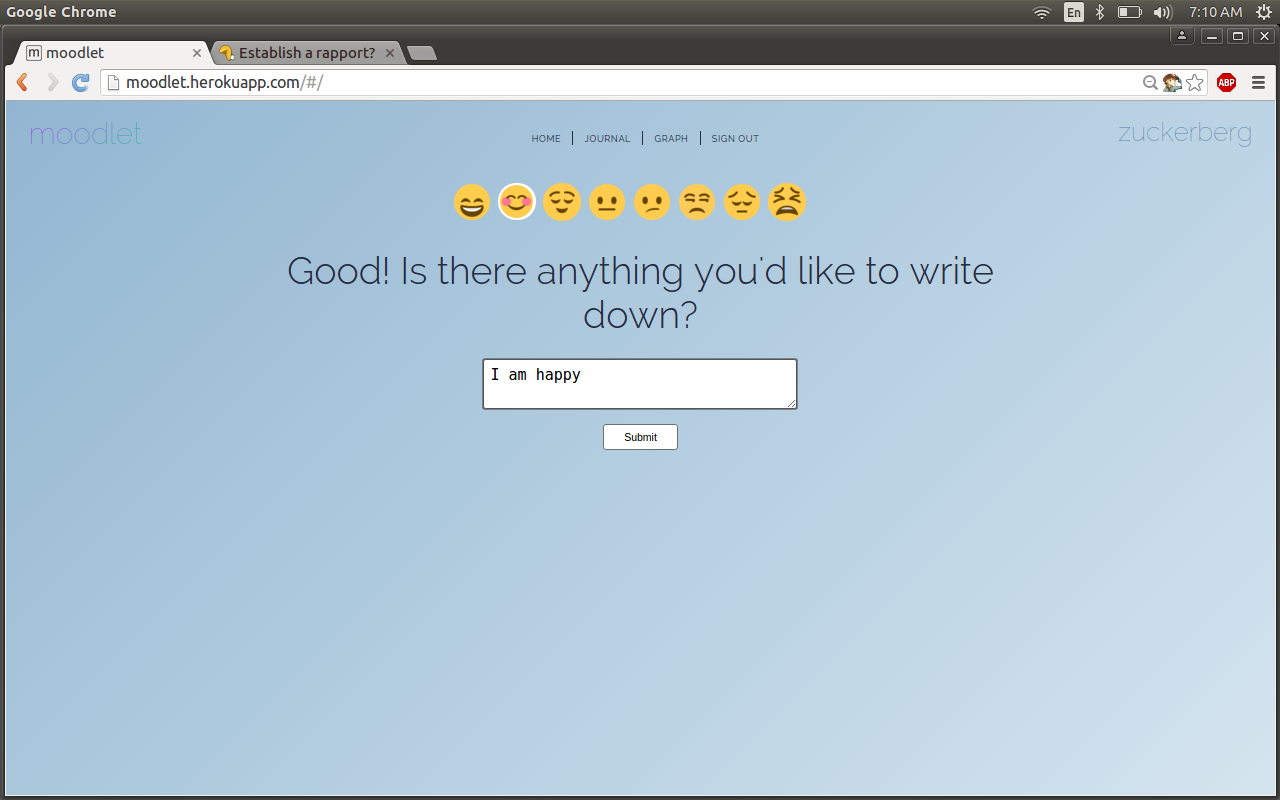 Google Chrome
En
7:10 AM
moodlet
Establish a rapport?
moodlet.herokuapp.com/#/
ABP
moodlet
HOME | JOURNAL | GRAPH | SIGN OUT
zuckerberg
Good! Is there anything you'd like to write
down?
I am happy
Submit